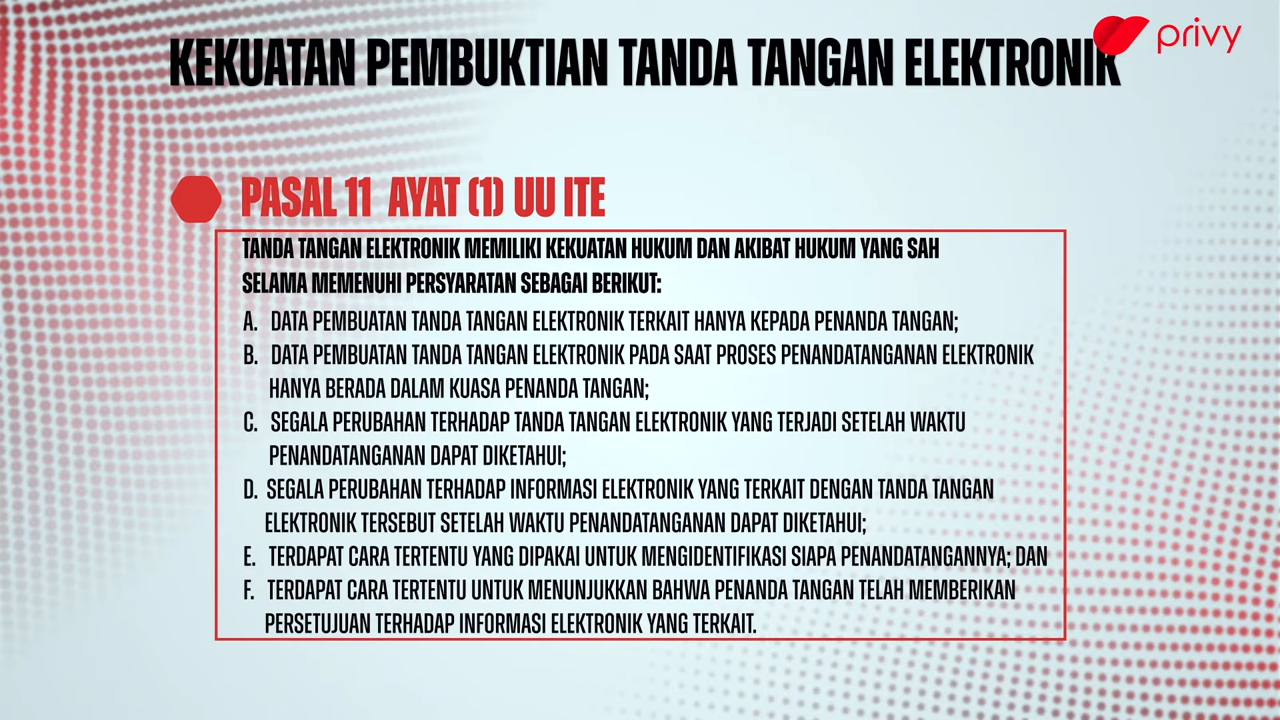 KEKUATAN PEMBUKTIAN TANDA TANGAN ELEKTRONIK
privy
PASAL 11 AYAT (1) UU ITE
TANDA TANGAN ELEKTRONIK MEMILIKI KEKUATAN HUKUM DAN AKIBAT HUKUM YANG SAH
SELAMA MEMENUHI PERSYARATAN SEBAGAI BERIKUT:
A. DATA PEMBUATAN TANDA TANGAN ELEKTRONIK TERKAIT HANYA KEPADA PENANDA TANGAN;
B. DATA PEMBUATAN TANDA TANGAN ELEKTRONIK PADA SAAT PROSES PENANDATANGANAN ELEKTRONIK
HANYA BERADA DALAM KUASA PENANDA TANGAN;
C. SEGALA PERUBAHAN TERHADAP TANDA TANGAN ELEKTRONIK YANG TERJADI SETELAH WAKTU
PENANDATANGANAN DAPAT DIKETAHUI;
D. SEGALA PERUBAHAN TERHADAP INFORMASI ELEKTRONIK YANG TERKAIT DENGAN TANDA TANGAN
ELEKTRONIK TERSEBUT SETELAH WAKTU PENANDATANGANAN DAPAT DIKETAHUI;
E. TERDAPAT CARA TERTENTU YANG DIPAKAI UNTUK MENGIDENTIFIKASI SIAPA PENANDATANGANNYA; DAN
F. TERDAPAT CARA TERTENTU UNTUK MENUNJUKKAN BAHWA PENANDA TANGAN TELAH MEMBERIKAN
PERSETUJUAN TERHADAP INFORMASI ELEKTRONIK YANG TERKAIT.